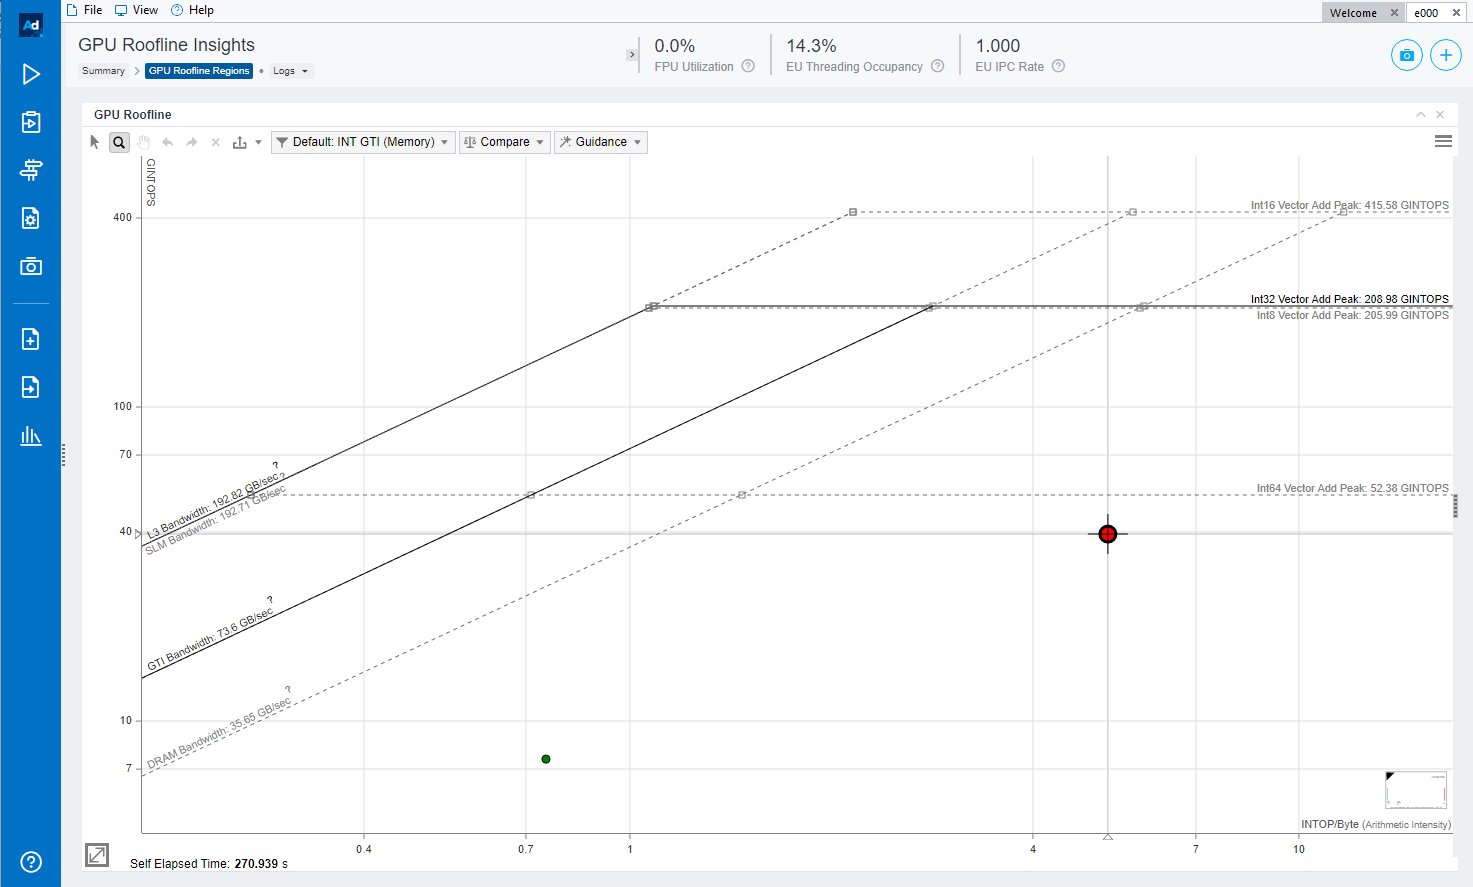 Ad
File View Help
Welcome
e000
GPU Roofline Insights
Summary
GPU Roofline Regions
Logs
0.0%
FPU Utilization
14.3%
EU Threading Occupancy
1.000
EU IPC Rate
GPU Roofline
Default: INT GTI (Memory)
Compare
Guidance
GINTOPS
400
100
70
40
10
7
Int16 Vector Add Peak: 415.58 GINTOPS
Int32 Vector Add Peak: 208.98 GINTOPS
Int8 Vector Add Peak: 205.99 GINTOPS
Int64 Vector Add Peak: 52.38 GINTOPS
L3 Bandwidth: 192.82 GB/sec ?
SLM Bandwidth: 192.71 GB/sec ?
GTI Bandwidth: 73.6 GB/sec ?
DRAM Bandwidth: 35.65 GB/sec ?
INTOP/Byte (Arithmetic Intensity)
0.4
0.7
1
4
7
10
Self Elapsed Time: 270.939 s